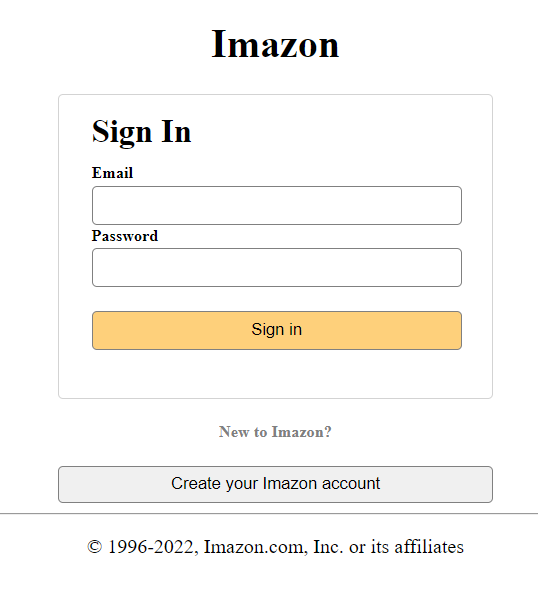 Imazon
Sign In
Email
Password
Sign in
New to Imazon?
Create your Imazon account
© 1996-2022, Imazon.com, Inc. or its affiliates